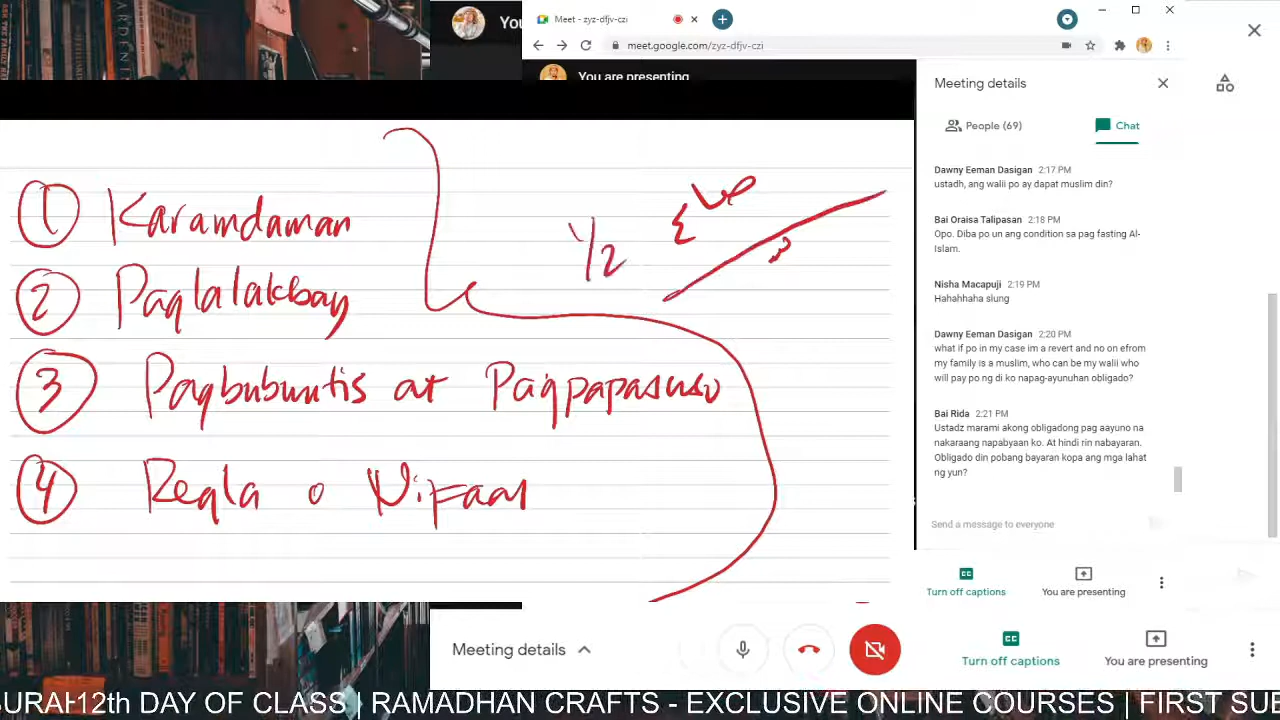 You
Meet - zyz-dfjv-czi
meet.google.com/zyz-dfjv-czi
You are presenting
Meeting details
People (69)
Chat
Dawny Eeman Dasigan 2:17 PM
ustadh, ang walii po ay dapat muslim din?
Bai Oraisa Talipasan 2:18 PM
Opo. Diba po un ang condition sa pag fasting Al-
Islam.
Nisha Macapuji 2:19 PM
Hahahhaha slung
Dawny Eeman Dasigan 2:20 PM
what if po in my case im a revert and no on efrom
my family is a muslim, who can be my walii who
will pay po ng di ko napag-ayunuhan obligado?
Bai Rida 2:21 PM
Ustadz marami akong obligadong pag aayuno na
nakaraang napabyaan ko. At hindi rin nabayaran.
Obligado din pobang bayaran kopa ang mga lahat
ng yun?
Send a message to everyone
Turn off captions
You are presenting
1 Karamdaman
2 Paglalakbay
3 Pagbubuntis at Pagpapasuso
4 Regla o Nifaas
1/2
Meeting details
Turn off captions
You are presenting
SURAH
12th DAY OF CLASS | RAMADHAN CRAFTS - EXCLUSIVE ONLINE COURSES | FIRST SUB